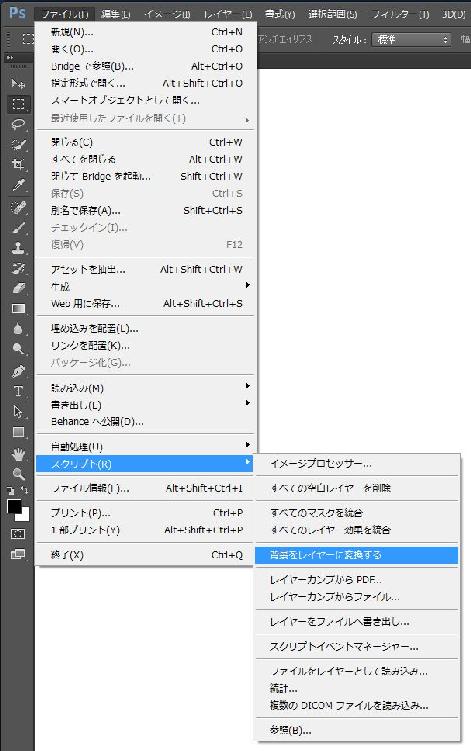 Ps ファイル(F) 編集(E) イメージ(I) レイヤー(L) 書式(Y) 選択範囲(S) フィルター(T) 3D(D)
アンチエイリアス スタイル: 標準
新規(N)... Ctrl+N
開く(O)... Ctrl+O
Bridge で参照(B)... Alt+Ctrl+O
指定形式で開く... Alt+Shift+Ctrl+O
スマートオブジェクトとして開く...
最近使用したファイルを開く(T)
閉じる(C) Ctrl+W
すべてを閉じる Alt+Ctrl+W
閉じて Bridge を起動... Shift+Ctrl+W
保存(S) Ctrl+S
別名で保存(A)... Shift+Ctrl+S
チェックイン(I)...
復帰(V) F12
アセットを抽出... Alt+Shift+Ctrl+W
生成
Web 用に保存... Alt+Shift+Ctrl+S
埋め込みを配置(L)...
リンクを配置(K)...
パッケージ化(G)...
読み込み(M)
書き出し(E)
Behance へ公開(D)...
自動処理(U)
スクリプト(R)
ファイル情報(F)... Alt+Shift+Ctrl+I
プリント(P)... Ctrl+P
1 部プリント(Y) Alt+Shift+Ctrl+P
終了(X) Ctrl+Q
イメージプロセッサー...
すべての空白レイヤーを削除
すべてのマスクを統合
すべてのレイヤー効果を統合
背景をレイヤーに変換する
レイヤーカンプから PDF...
レイヤーカンプからファイル...
レイヤーをファイルへ書き出し...
スクリプトイベントマネージャー...
ファイルをレイヤーとして読み込み...
統計...
複数の DICOM ファイルを読み込み...
参照(B)...